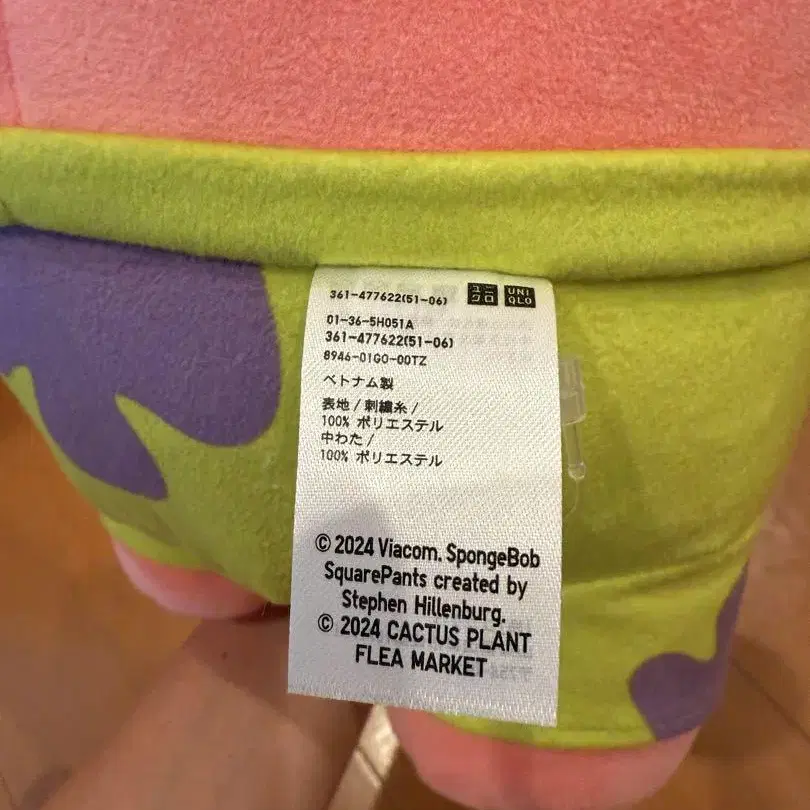 361-477622(51-06) ユニクロ UNIQLO
01-36-5H051A
361-477622(51-06)
8946-01GO-00TZ
ベトナム製
表地/刺繍糸/
100% ポリエステル
中わた/
100% ポリエステル
© 2024 Viacom. SpongeBob
SquarePants created by
Stephen Hillenburg.
© 2024 CACTUS PLANT
FLEA MARKET